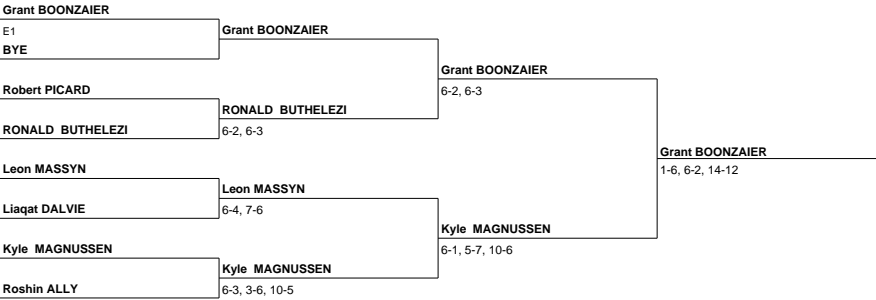 Grant BOONZAIER
E1
BYE
Grant BOONZAIER
Robert PICARD
RONALD BUTHELEZI
RONALD BUTHELEZI
6-2, 6-3
Grant BOONZAIER
6-2, 6-3
Leon MASSYN
Liaqat DALVIE
Leon MASSYN
6-4, 7-6
Kyle MAGNUSSEN
Roshin ALLY
Kyle MAGNUSSEN
6-3, 3-6, 10-5
Kyle MAGNUSSEN
6-1, 5-7, 10-6
Grant BOONZAIER
1-6, 6-2, 14-12